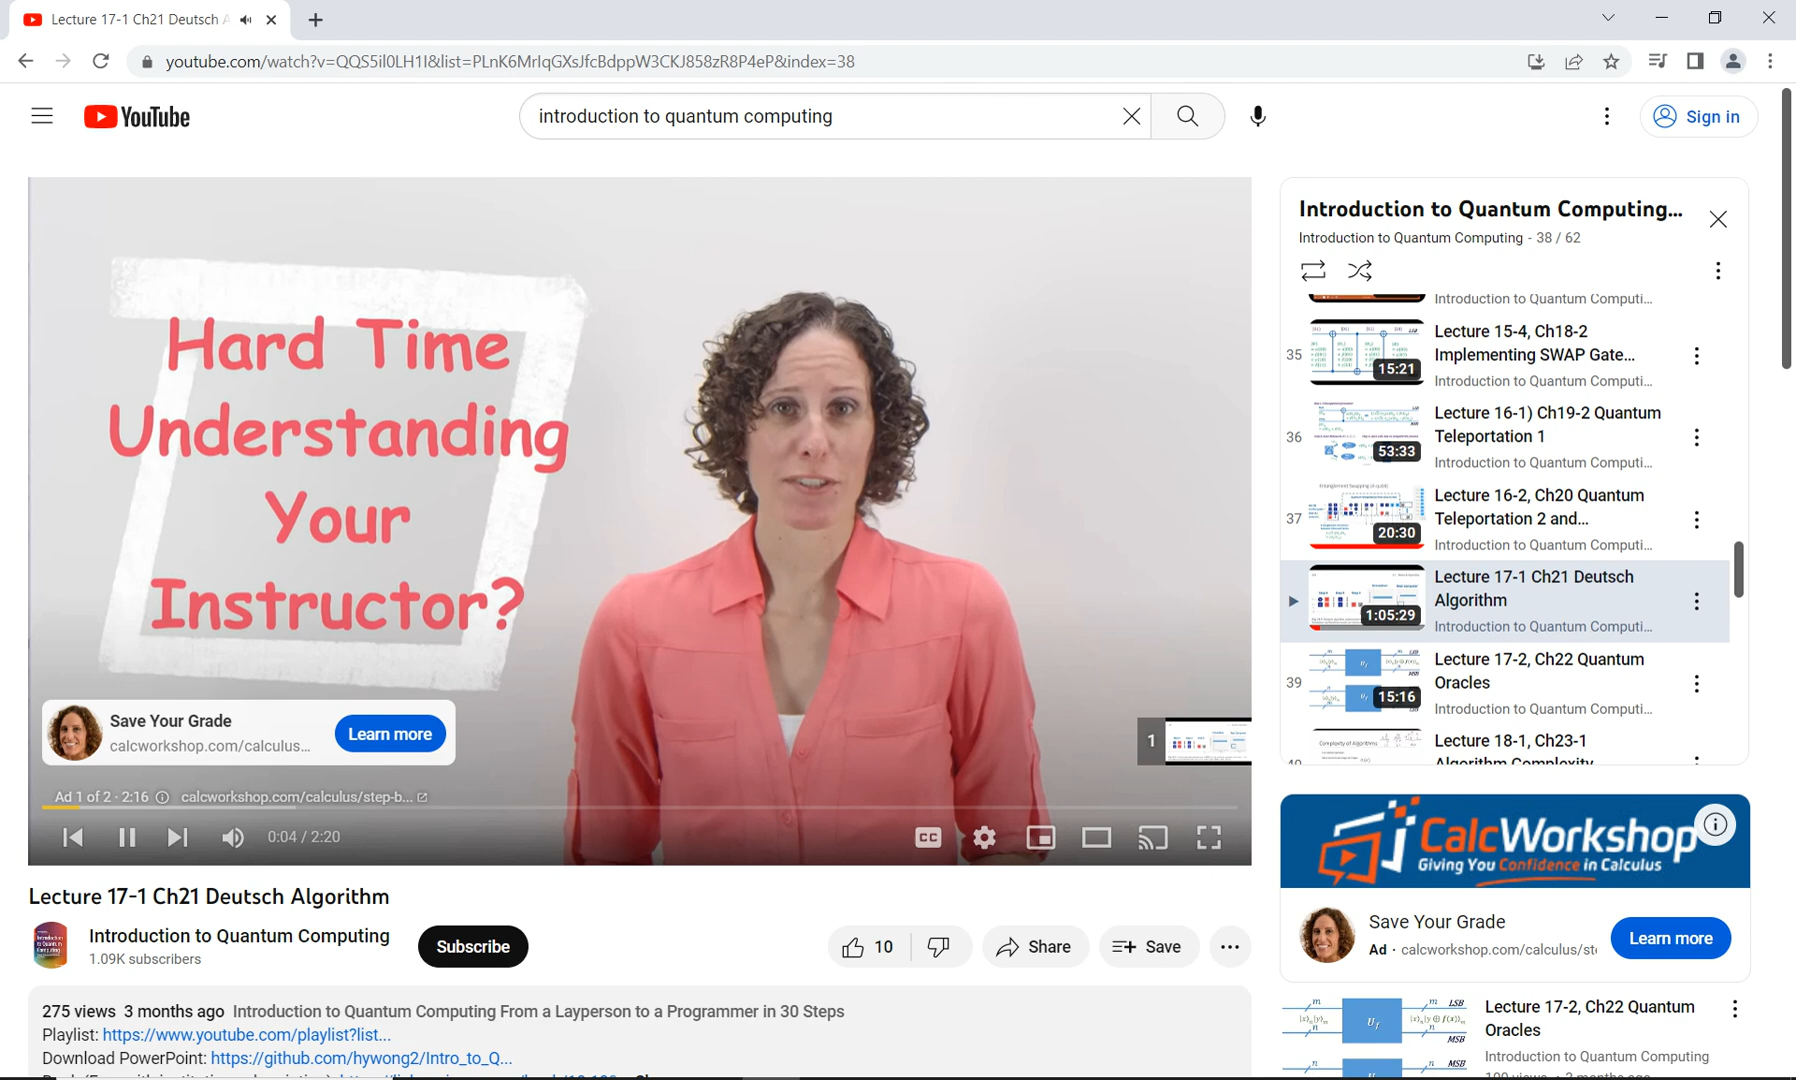 Lecture 17-1 Ch21 Deutsch A
youtube.com/watch?v=QQS5il0LH1I&list=PLnK6MrIqGXsJfcBdppW3CKJ858zR8P4eP&index=38
YouTube
introduction to quantum computing
Sign in
Hard Time
Understanding
Your
Instructor?
Save Your Grade
calcworkshop.com/calculus...
Learn more
1
Ad 1 of 2 · 2:16
calcworkshop.com/calculus/step-b...
0:04 / 2:20
CC
Lecture 17-1 Ch21 Deutsch Algorithm
Introduction to Quantum Computing
1.09K subscribers
Subscribe
10
Share
Save
275 views 3 months ago Introduction to Quantum Computing From a Layperson to a Programmer in 30 Steps
Playlist: https://www.youtube.com/playlist?list...
Download PowerPoint: https://github.com/hywong2/Intro_to_Q...
Introduction to Quantum Computing...
Introduction to Quantum Computing - 38 / 62
Introduction to Quantum Computi...
35
15:21
Lecture 15-4, Ch18-2
Implementing SWAP Gate...
Introduction to Quantum Computi...
36
53:33
Lecture 16-1) Ch19-2 Quantum
Teleportation 1
Introduction to Quantum Computi...
37
20:30
Lecture 16-2, Ch20 Quantum
Teleportation 2 and...
Introduction to Quantum Computi...
1:05:29
Lecture 17-1 Ch21 Deutsch
Algorithm
Introduction to Quantum Computi...
39
15:16
Lecture 17-2, Ch22 Quantum
Oracles
Introduction to Quantum Computi...
Complexity of Algorithms
Lecture 18-1, Ch23-1
Algorithm Complexity
CalcWorkshop
Giving You Confidence in Calculus
Save Your Grade
Ad · calcworkshop.com/calculus/st
Learn more
LSB
MSB
Lecture 17-2, Ch22 Quantum
Oracles
Introduction to Quantum Computing